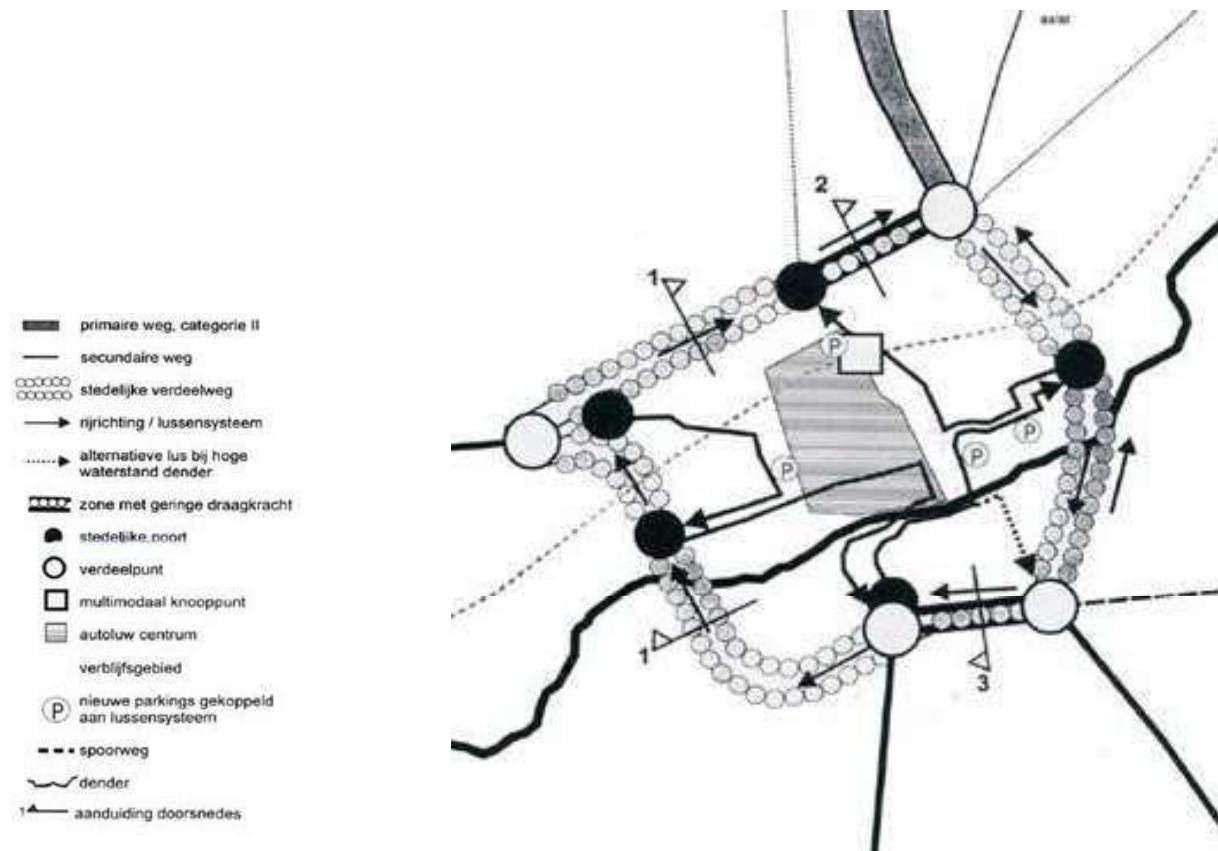 aalst
2
1
P
P
P
P
1
3
primaire weg, categorie II
secundaire weg
stedelijke verdeelweg
rijrichting / lussensysteem
alternatieve lus bij hoge
waterstand dender
zone met geringe draagkracht
stedelijke poort
verdeelpunt
multimodaal knooppunt
autoluw centrum
verblijfsgebied
P nieuwe parkings gekoppeld
aan lussensysteem
spoorweg
dender
1 aanduiding doorsnedes